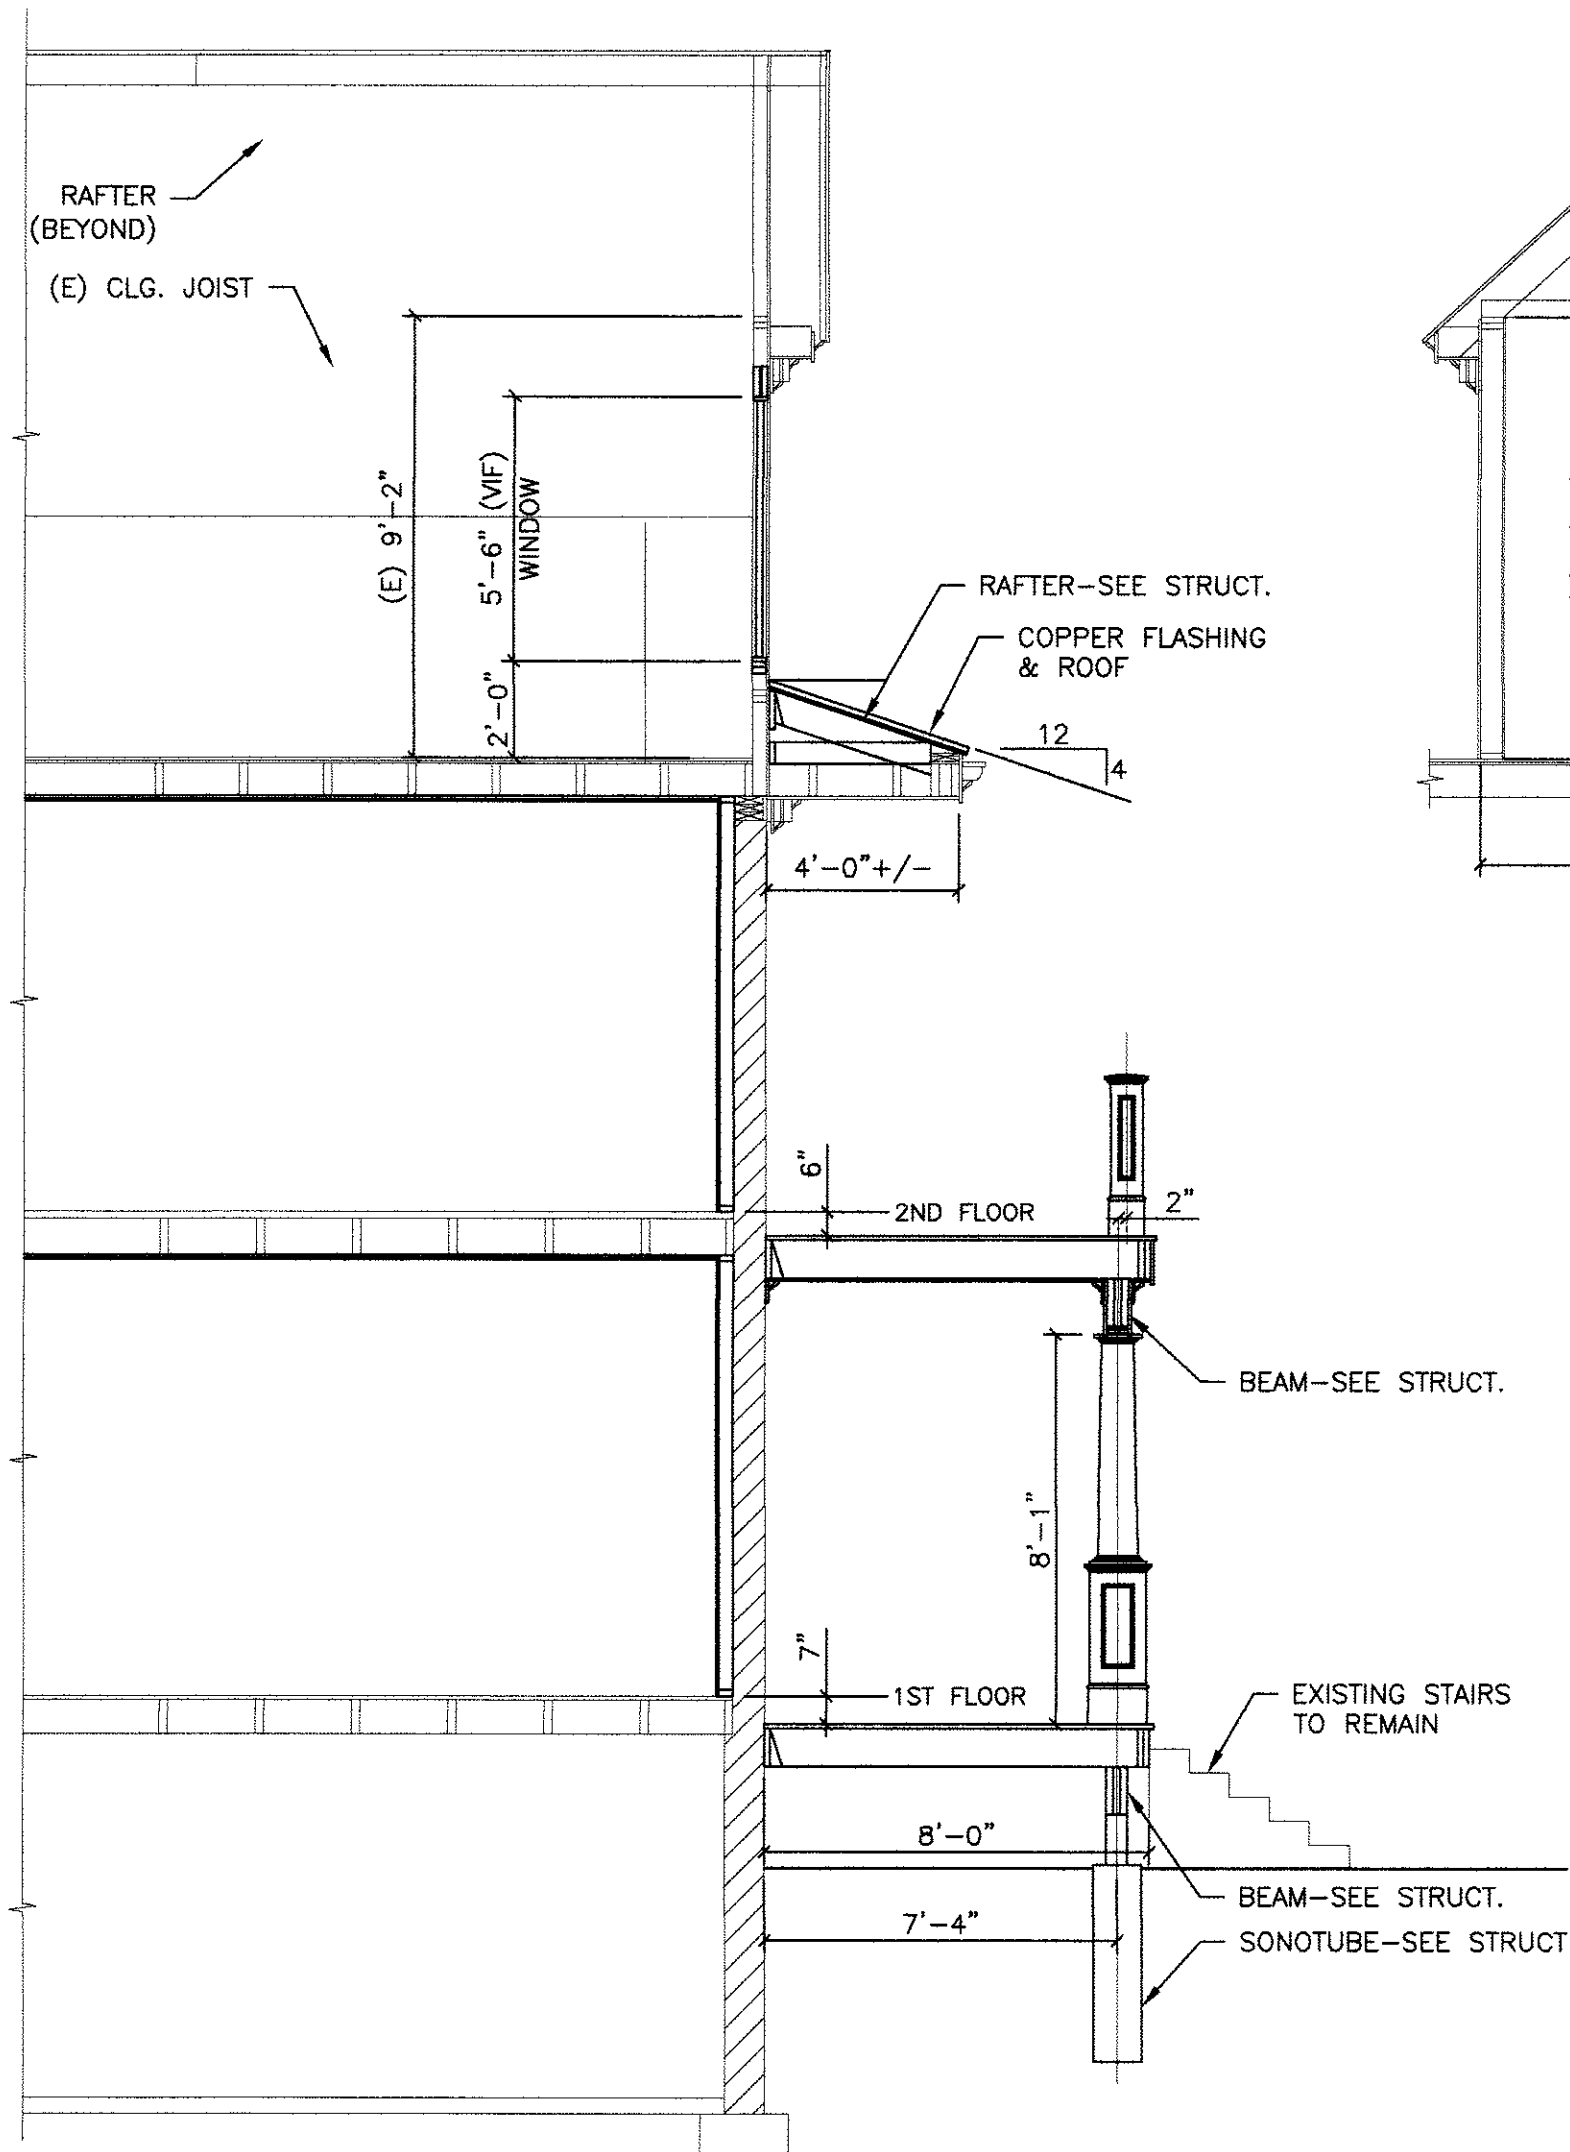 RAFTER
(BEYOND)
(E) CLG. JOIST
(E) 9'-2"
5'-6" (VIF)
WINDOW
2'-0"
RAFTER-SEE STRUCT.
COPPER FLASHING
& ROOF
12
4
4'-0"+/-
6"
2ND FLOOR
2"
BEAM-SEE STRUCT.
8'-1"
7"
1ST FLOOR
EXISTING STAIRS
TO REMAIN
8'-0"
BEAM-SEE STRUCT.
7'-4"
SONOTUBE-SEE STRUCT